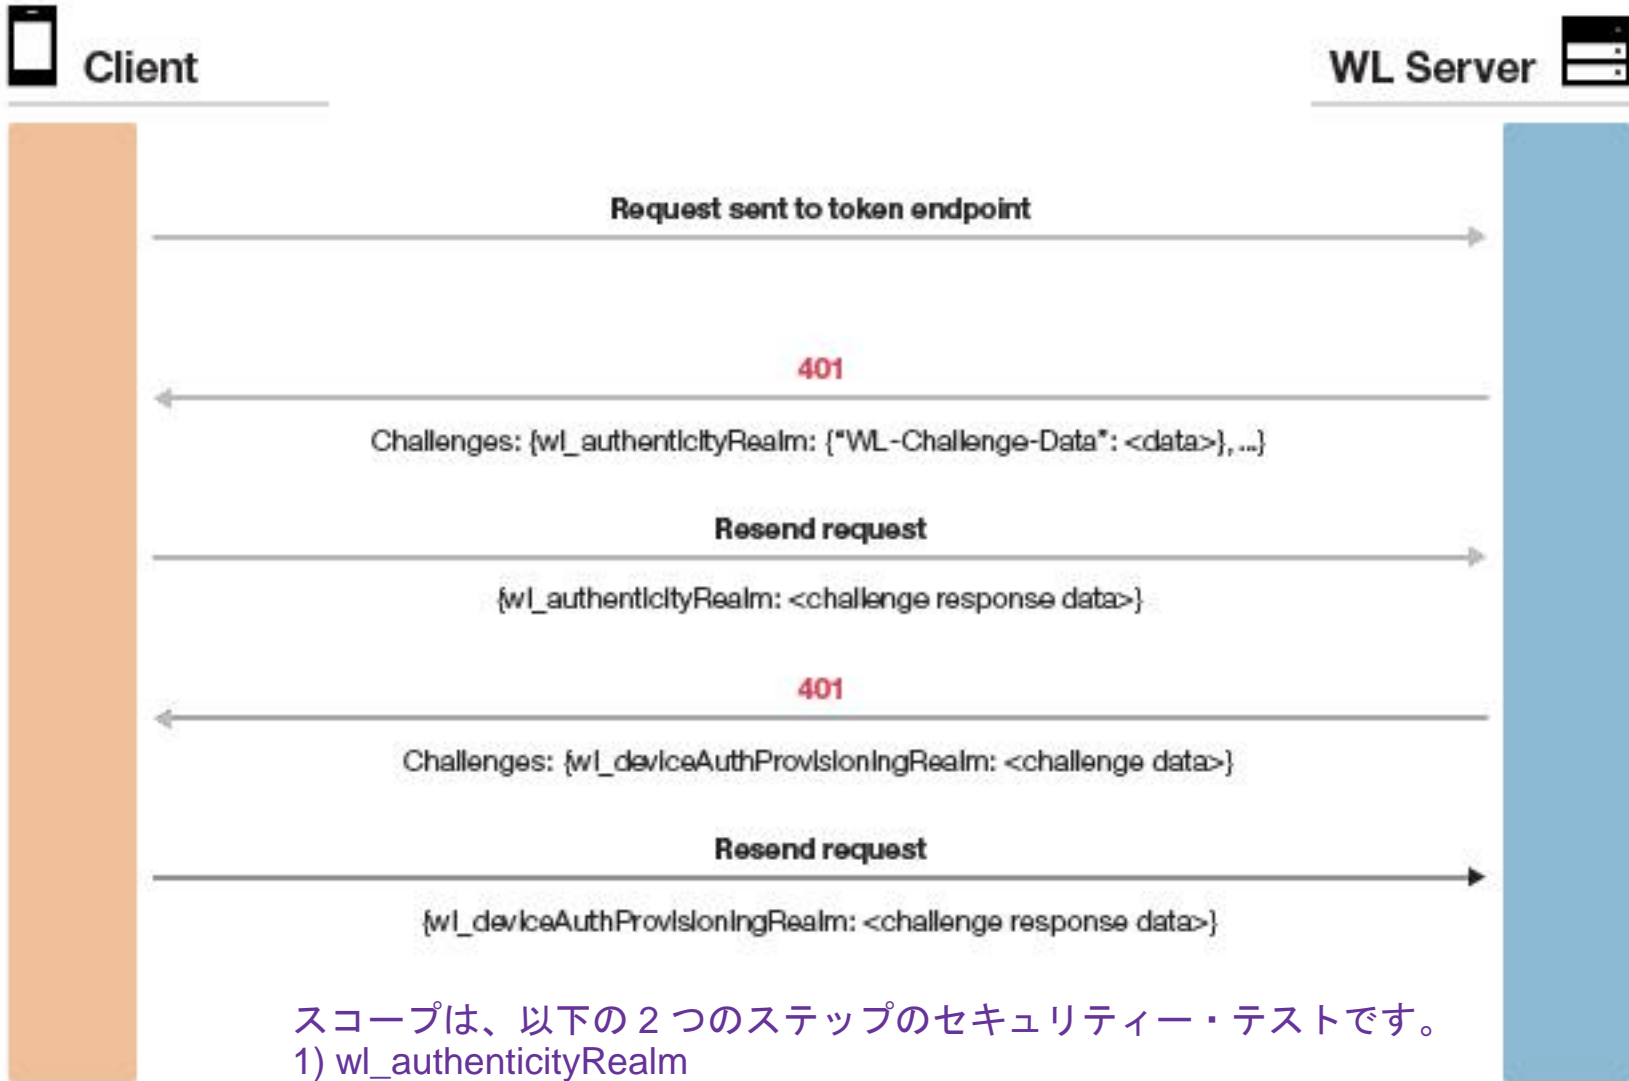 Client
WL Server
Request sent to token endpoint
401
Challenges: {wl_authenticityRealm: {"WL-Challenge-Data": <data>}, ...}
Resend request
{wl_authenticityRealm: <challenge response data>}
401
Challenges: {wl_deviceAuthProvisioningRealm: <challenge data>}
Resend request
{wl_deviceAuthProvisioningRealm: <challenge response data>}
スコープは、以下の 2 つのステップのセキュリティー・テストです。
1) wl_authenticityRealm